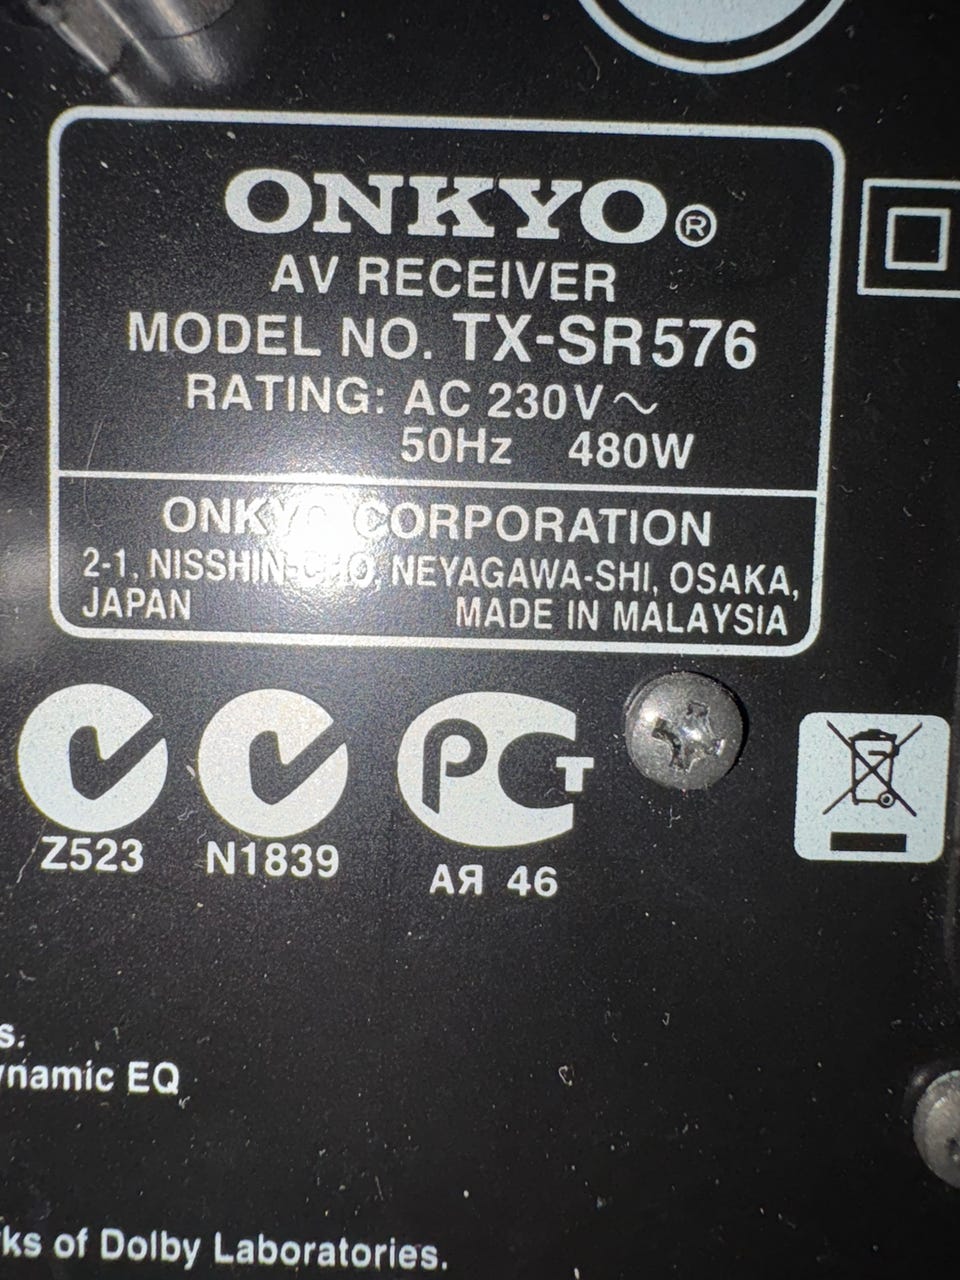 ONKYO®
AV RECEIVER
MODEL NO. TX-SR576
RATING: AC 230V~
50Hz 480W
ONKYO CORPORATION
2-1, NISSHIN-CHO, NEYAGAWA-SHI, OSAKA,
JAPAN MADE IN MALAYSIA
PCT
Z523 N1839 АЯ 46
s.
ynamic EQ
ks of Dolby Laboratories.